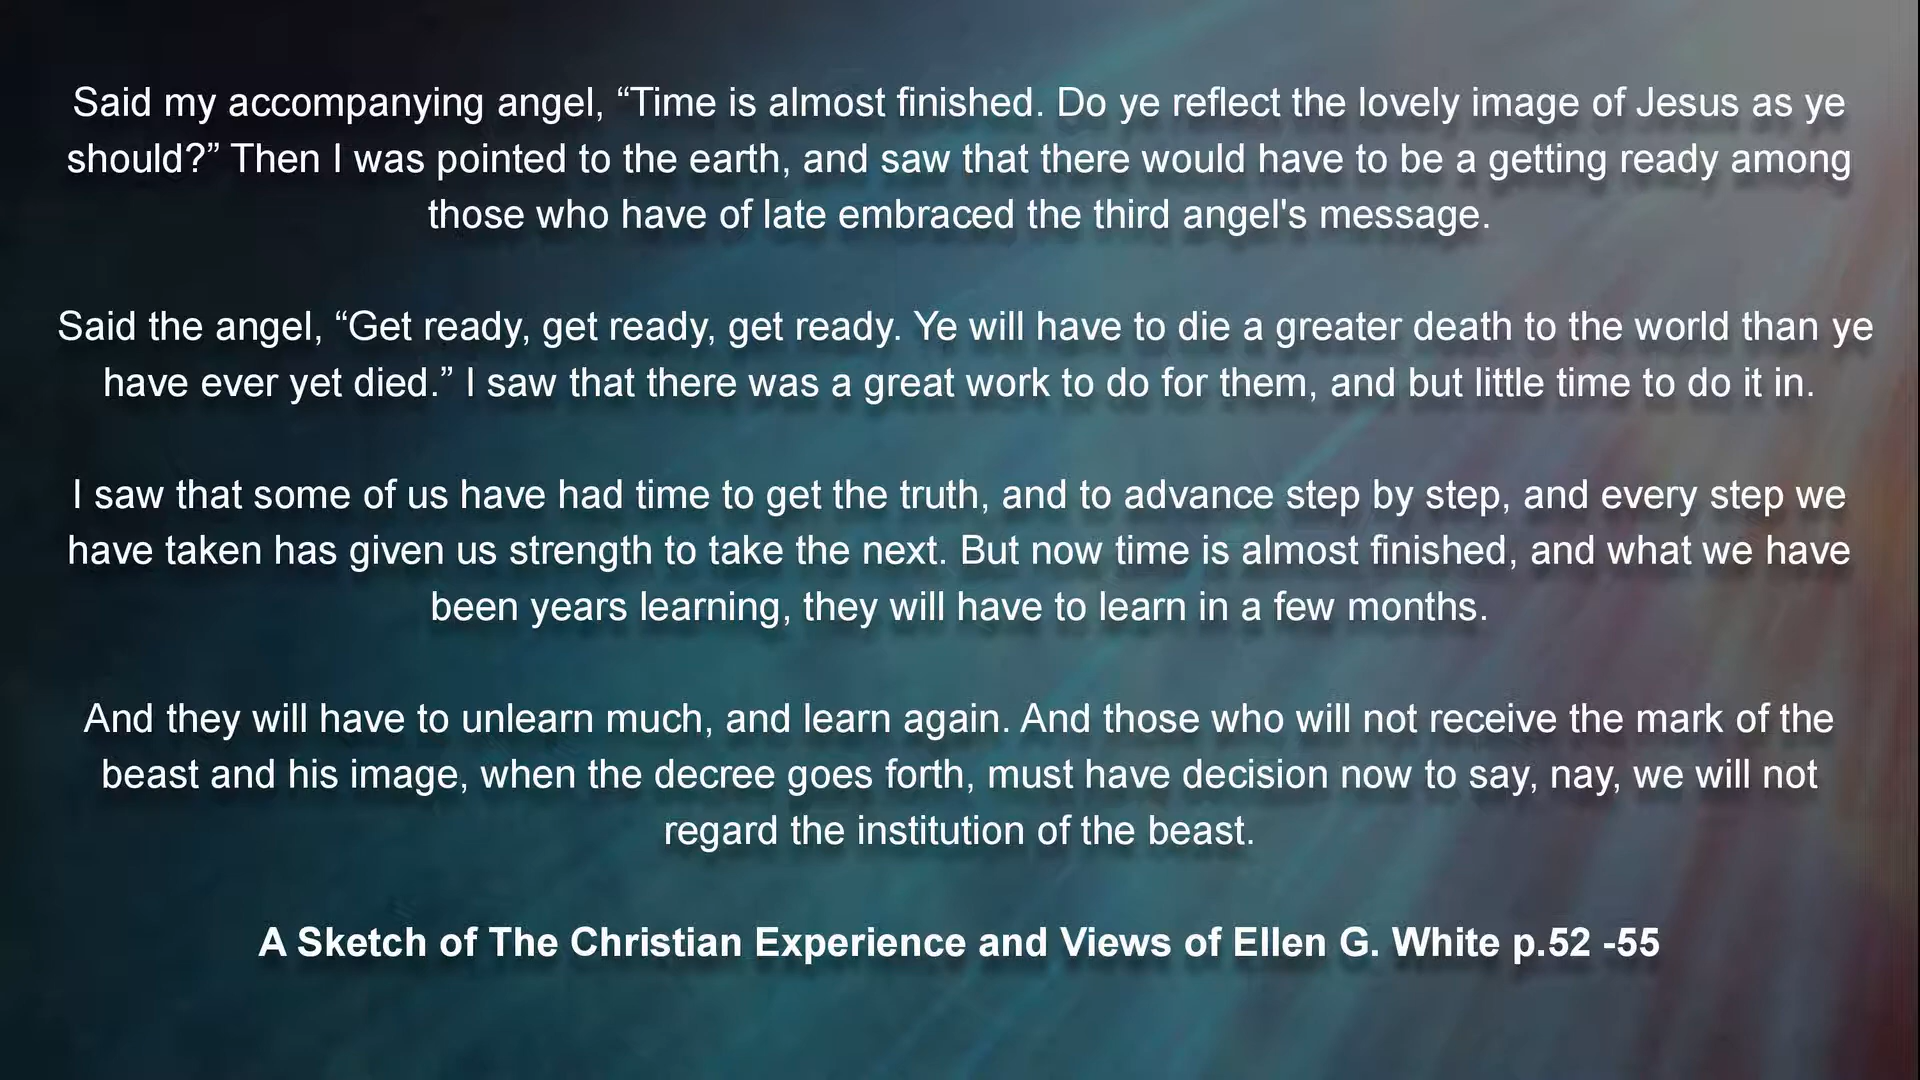 Said my accompanying angel, “Time is almost finished. Do ye reflect the lovely image of Jesus as ye
should?” Then I was pointed to the earth, and saw that there would have to be a getting ready among
those who have of late embraced the third angel's message.
Said the angel, “Get ready, get ready, get ready. Ye will have to die a greater death to the world than ye
have ever yet died.” I saw that there was a great work to do for them, and but little time to do it in.
I saw that some of us have had time to get the truth, and to advance step by step, and every step we
have taken has given us strength to take the next. But now time is almost finished, and what we have
been years learning, they will have to learn in a few months.
And they will have to unlearn much, and learn again. And those who will not receive the mark of the
beast and his image, when the decree goes forth, must have decision now to say, nay, we will not
regard the institution of the beast.
A Sketch of The Christian Experience and Views of Ellen G. White p.52 -55